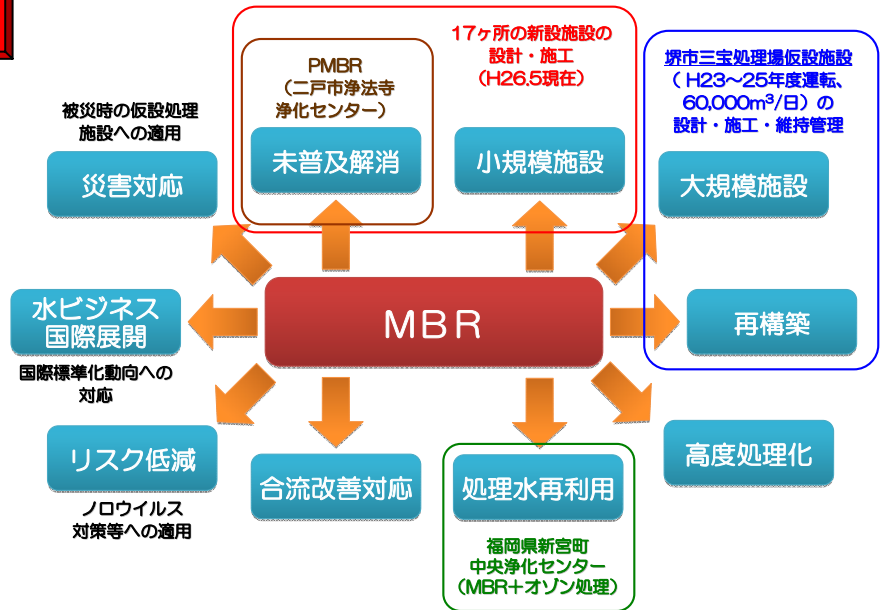 17ヶ所の新設施設の
設計・施工
（H26.5現在）
PMBR
（二戸市浄法寺
浄化センター）
堺市三宝処理場仮設施設
（H23～25年度運転、
60,000m³/日）の
設計・施工・維持管理
被災時の仮設処理
施設への適用
災害対応
未普及解消
小規模施設
大規模施設
水ビジネス
国際展開
国際標準化動向への
対応
MBR
再構築
リスク低減
ノロウイルス
対策等への適用
合流改善対応
処理水再利用
福岡県新宮町
中央浄化センター
（MBR＋オゾン処理）
高度処理化